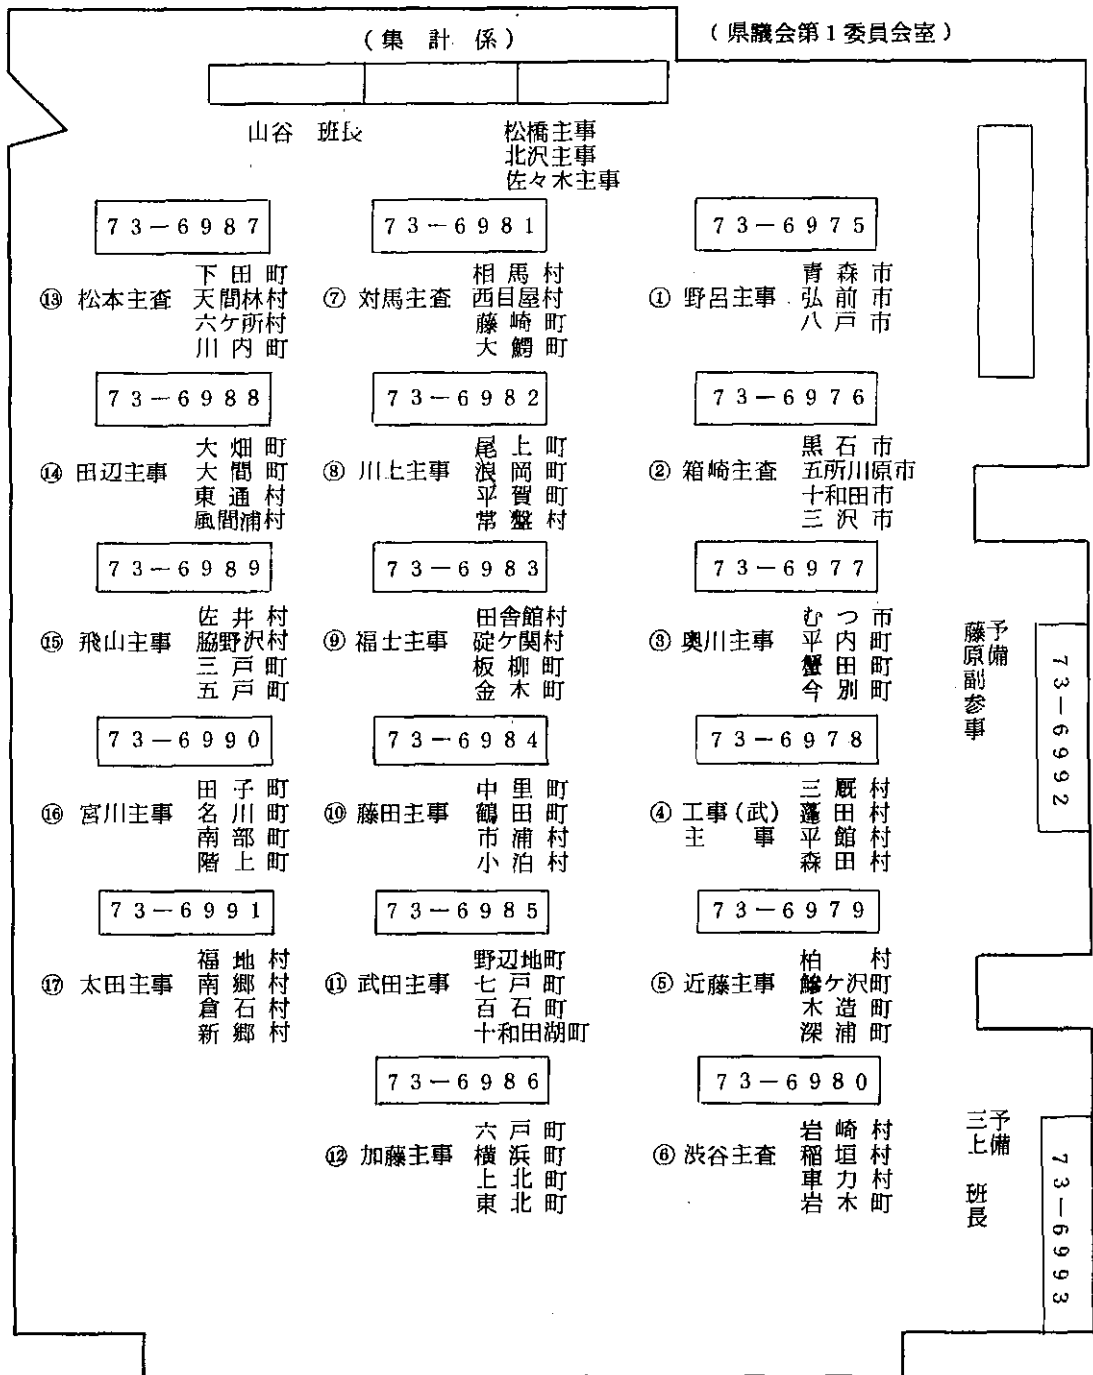 (集計係)
(県議会第1委員会室)
山谷 班長
松橋主事
北沢主事
佐々木主事
73-6987
下田町
⑬ 松本主査 天間林村
六ケ所村
川内町
73-6981
相馬村
⑦ 対馬主査 西目屋村
藤崎町
大鰐町
73-6975
青森市
① 野呂主事 弘前市
八戸市
73-6988
大畑町
⑭ 田辺主事 大間町
東通村
風間浦村
73-6982
尾上町
⑧ 川上主事 浪岡町
平賀町
常盤村
73-6976
黒石市
② 箱崎主査 五所川原市
十和田市
三沢市
73-6989
佐井村
⑮ 飛山主事 脇野沢村
三戸町
五戸町
73-6983
田舎館村
⑨ 福士主事 碇ケ関村
板柳町
金木町
73-6977
むつ市
③ 奥川主事 平内町
蟹田町
今別町
73-6990
田子町
⑯ 宮川主事 名川町
南部町
階上町
73-6984
中里町
⑩ 藤田主事 鶴田町
市浦村
小泊村
73-6978
三厩村
④ 工事(武) 蓬田村
主事 平館村
森田村
73-6991
福地村
⑰ 太田主事 南郷村
倉石村
新郷村
73-6985
野辺地町
⑪ 武田主事 七戸町
百石町
十和田湖町
73-6979
柏村
⑤ 近藤主事 鰺ケ沢町
木造町
深浦町
73-6986
六戸町
⑫ 加藤主事 横浜町
上北町
東北町
73-6980
岩崎村
⑥ 渋谷主査 稲垣村
車力村
岩木町
予備
藤原副参事
73-6992
予備
三上 班長
73-6993